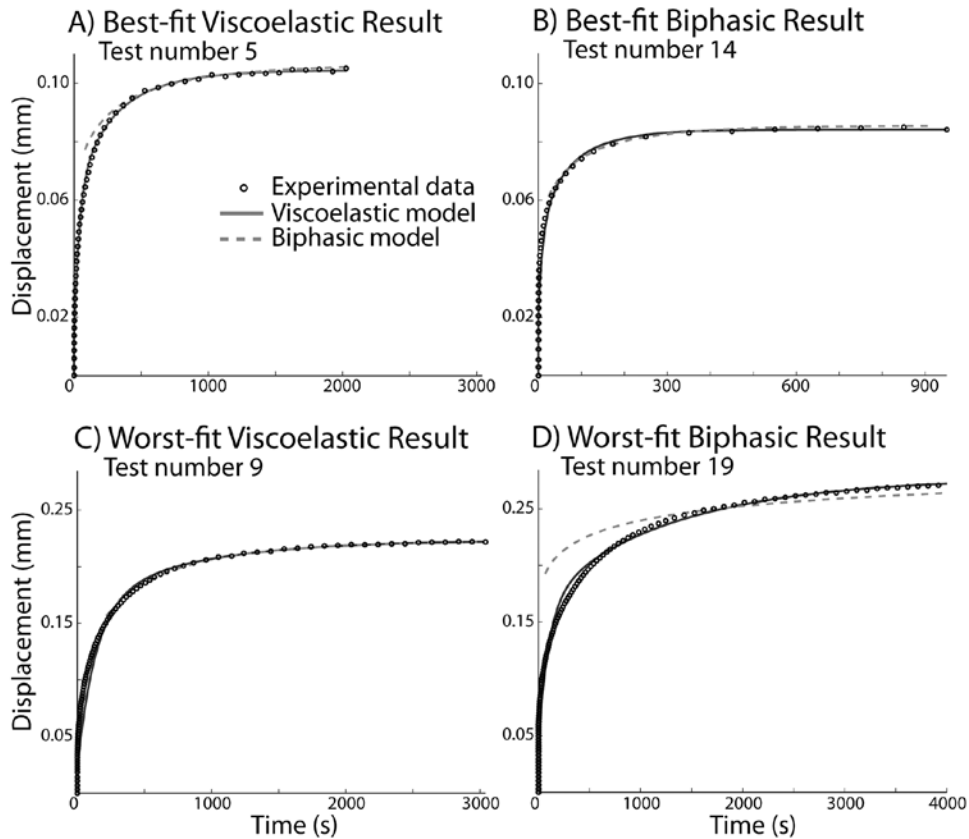 A) Best-fit Viscoelastic Result
Test number 5
B) Best-fit Biphasic Result
Test number 14
0.10
0.06
0.02
Displacement (mm)
Experimental data
Viscoelastic model
Biphasic model
0
1000
2000
3000
0.10
0.06
0.02
0
300
600
900
C) Worst-fit Viscoelastic Result
Test number 9
D) Worst-fit Biphasic Result
Test number 19
0.25
0.15
0.05
Displacement (mm)
0
1000
2000
3000
Time (s)
0.25
0.15
0.05
0
1000
2000
3000
4000
Time (s)